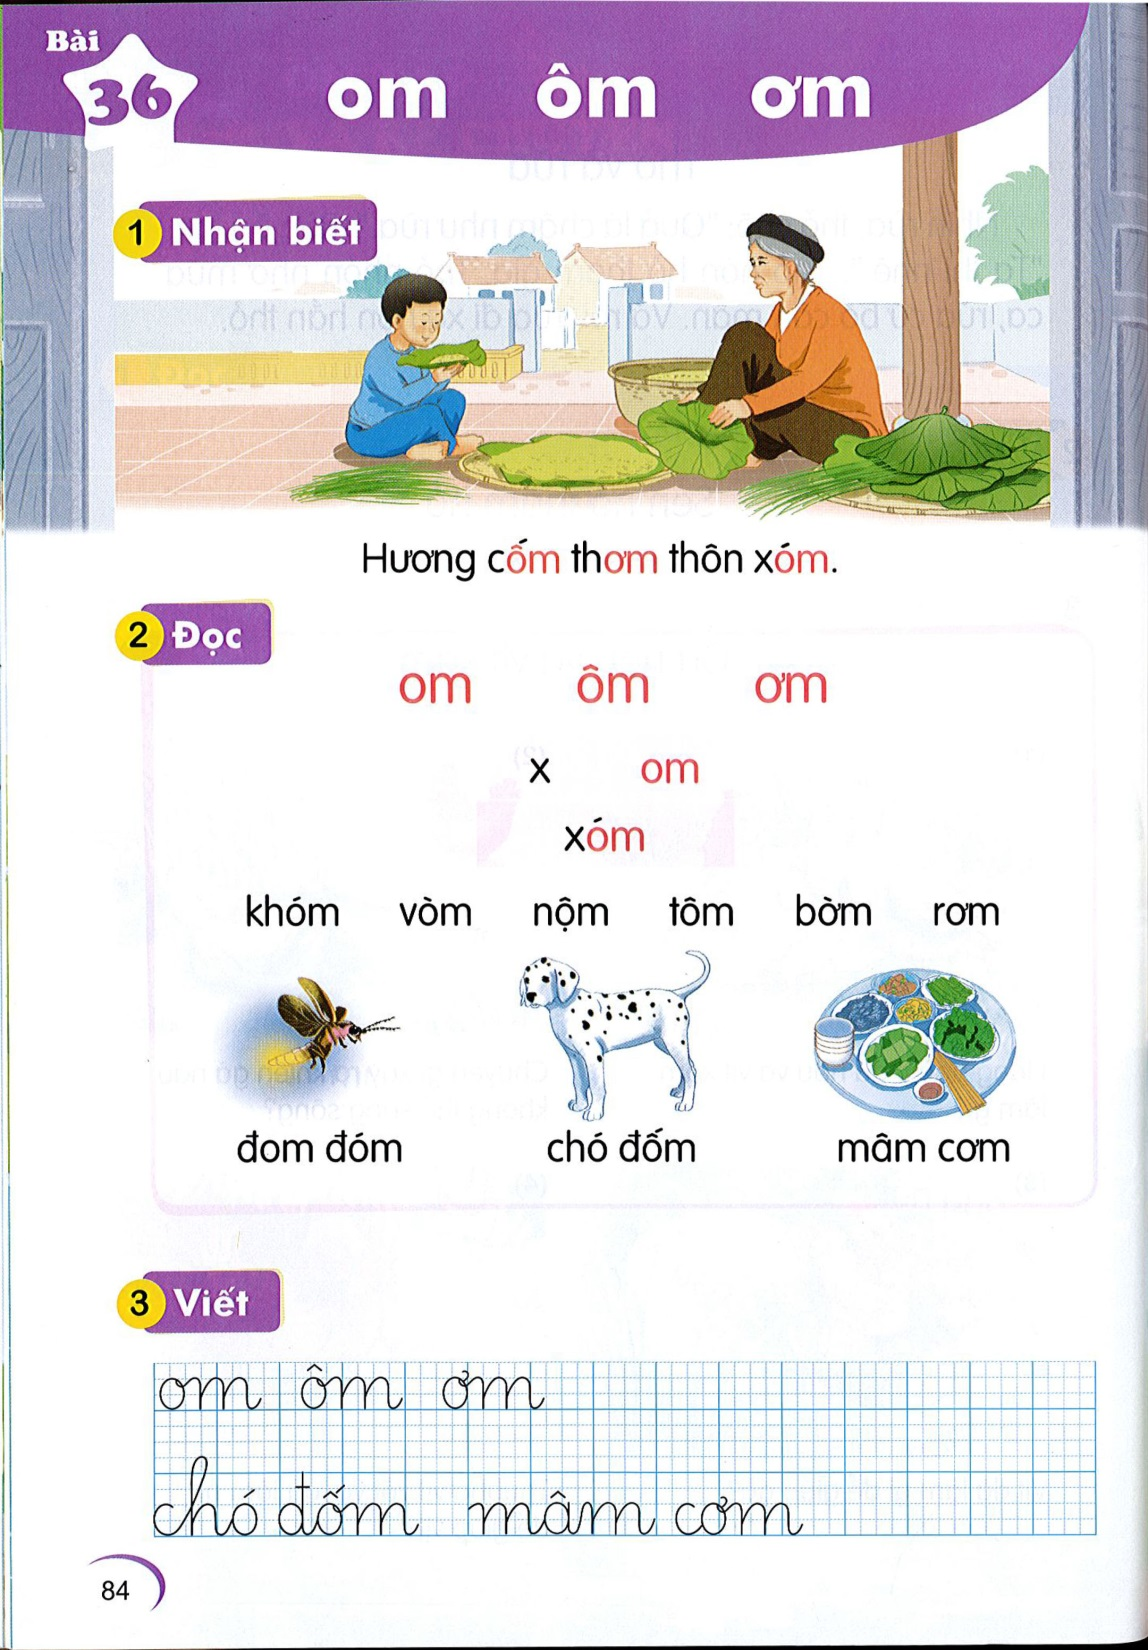 Bài
36
om ôm ơm
1 Nhận biết
Hương cốm thơm thôn xóm.
2 Đọc
om ôm ơm
x om
xóm
khóm vòm nộm tôm bờm rơm
đom đóm chó đốm mâm cơm
3 Viết
om ôm ơm
chó đốm mâm cơm
84